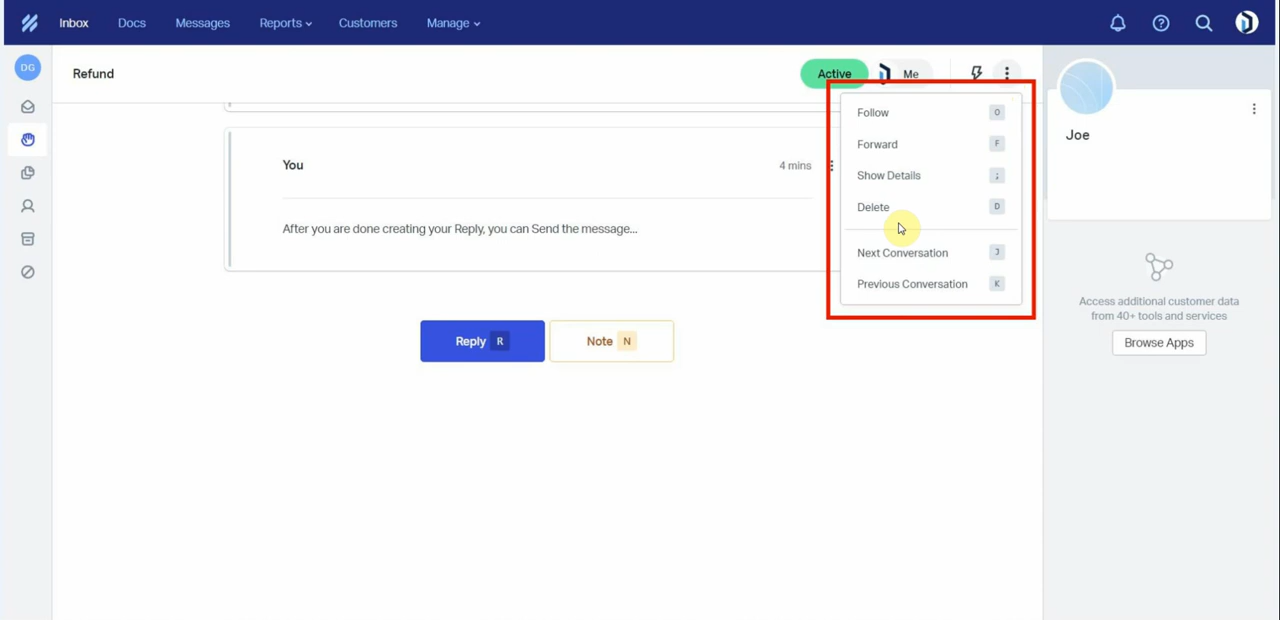 Inbox Docs Messages Reports Customers Manage
DG
Refund
Active Me
Follow O
Forward F
Show Details ;
Delete D
Next Conversation J
Previous Conversation K
You 4 mins
After you are done creating your Reply, you can Send the message...
Reply R Note N
Joe
Access additional customer data
from 40+ tools and services
Browse Apps